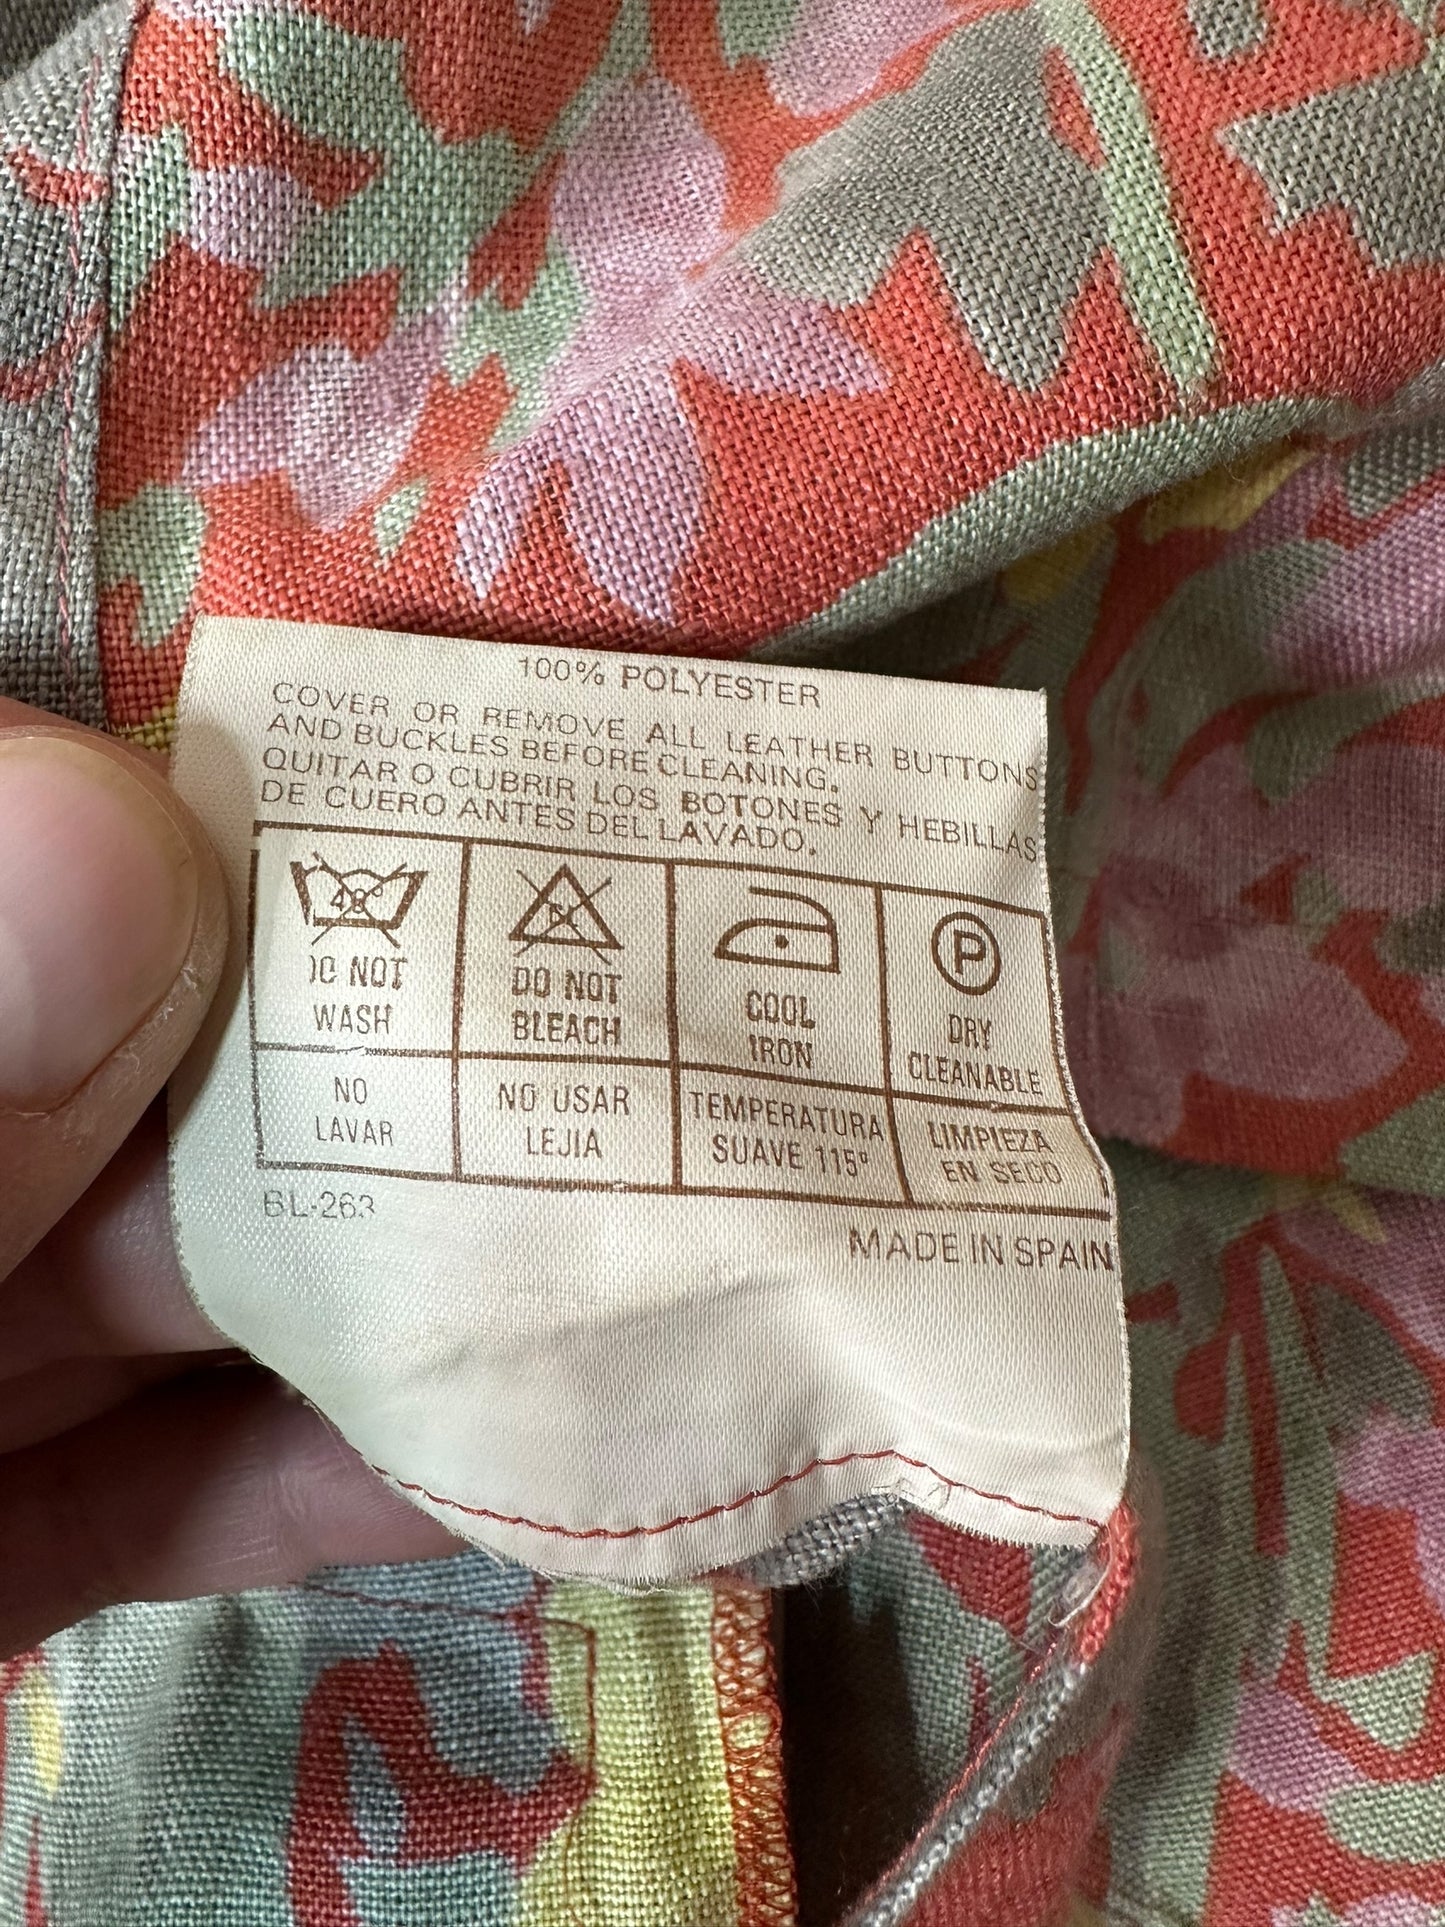 100% POLYESTER
COVER OR REMOVE ALL LEATHER BUTTONS
AND BUCKLES BEFORE CLEANING.
QUITAR O CUBRIR LOS BOTONES Y HEBILLAS
DE CUERO ANTES DEL LAVADO.
DO NOT
WASH
DO NOT
BLEACH
COOL
IRON
P
DRY
CLEANABLE
NO
LAVAR
NO USAR
LEJIA
TEMPERATURA
SUAVE 115°
LIMPIEZA
EN SECO
BL-263
MADE IN SPAIN